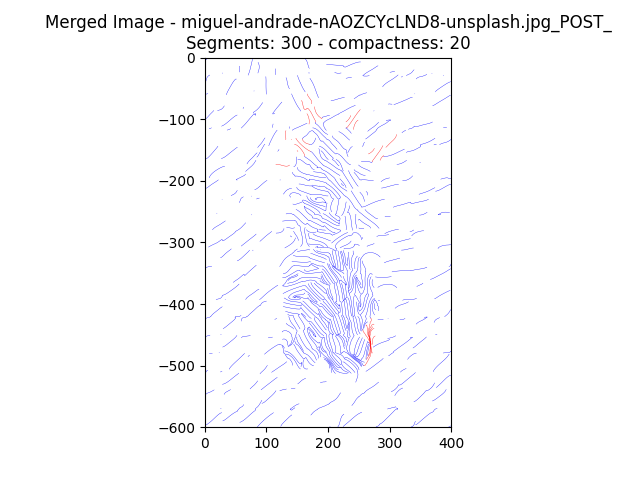 Merged Image - miguel-andrade-nAOZCYcLND8-unsplash.jpg_POST_
Segments: 300 - compactness: 20
0
−100
−200
−300
−400
−500
−600
0 100 200 300 400